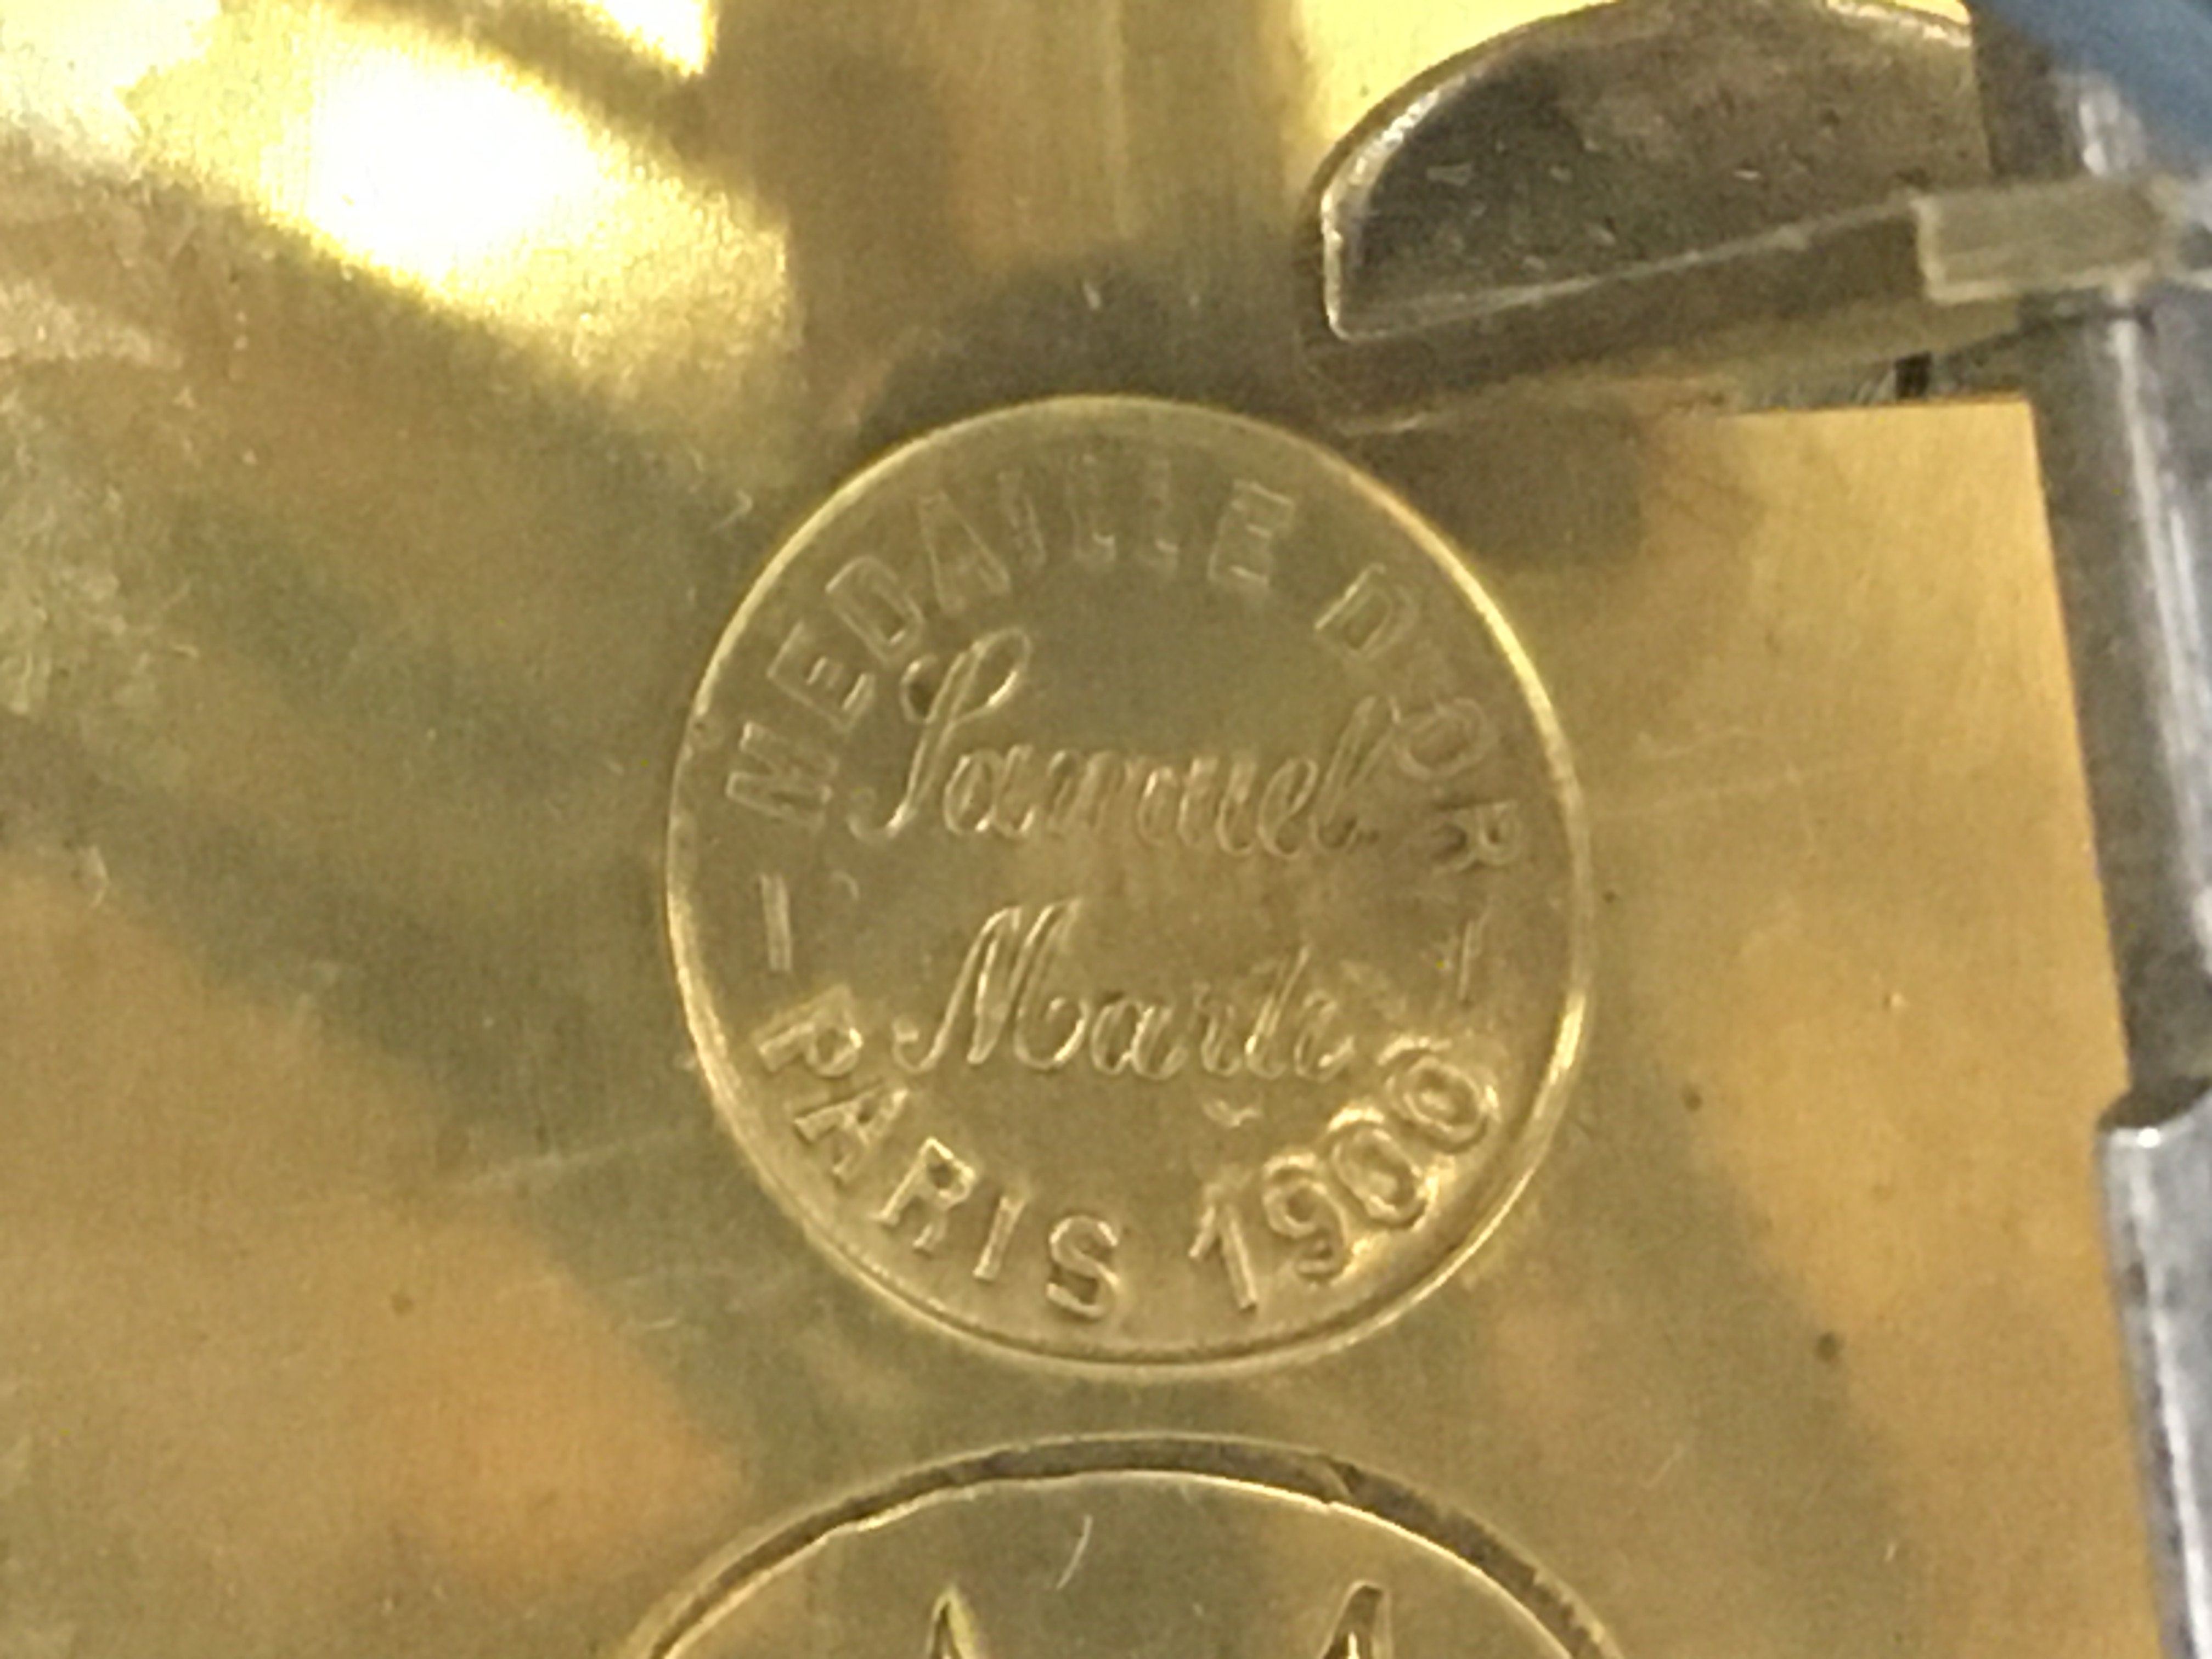 MEDAILLE D'OR
Samuel
Marti
PARIS 1900